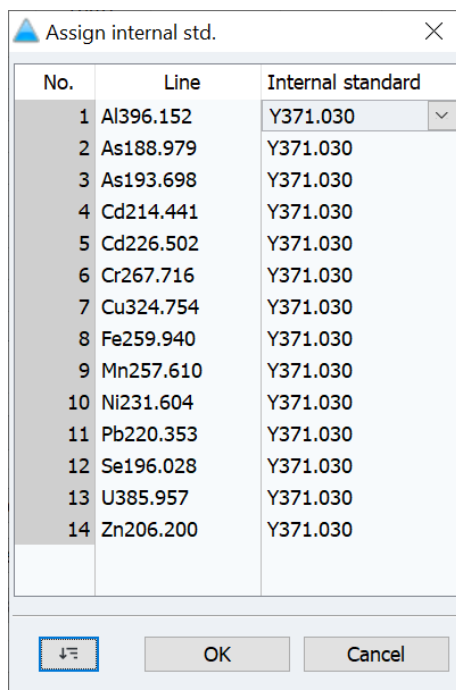 Assign internal std.
No. Line Internal standard
1 Al396.152 Y371.030
2 As188.979 Y371.030
3 As193.698 Y371.030
4 Cd214.441 Y371.030
5 Cd226.502 Y371.030
6 Cr267.716 Y371.030
7 Cu324.754 Y371.030
8 Fe259.940 Y371.030
9 Mn257.610 Y371.030
10 Ni231.604 Y371.030
11 Pb220.353 Y371.030
12 Se196.028 Y371.030
13 U385.957 Y371.030
14 Zn206.200 Y371.030
OK Cancel